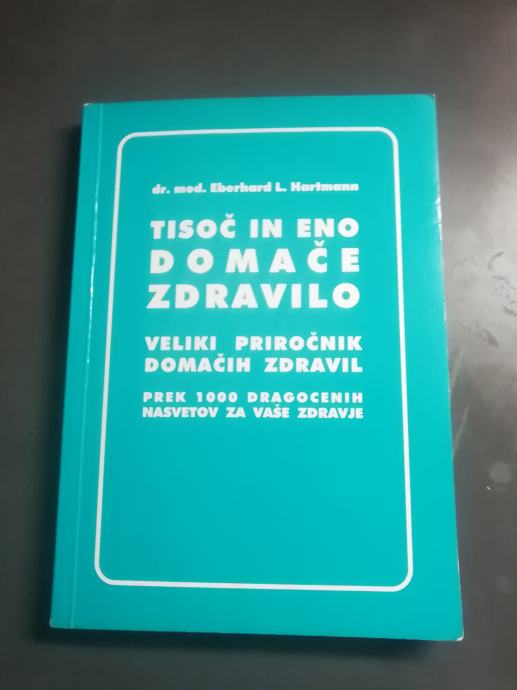 dr. med. Eberhard L. Hartmann
TISOČ IN ENO
DOMAČE
ZDRAVILO
VELIKI PRIROČNIK
DOMAČIH ZDRAVIL
PREK 1000 DRAGOCENIH
NASVETOV ZA VAŠE ZDRAVJE